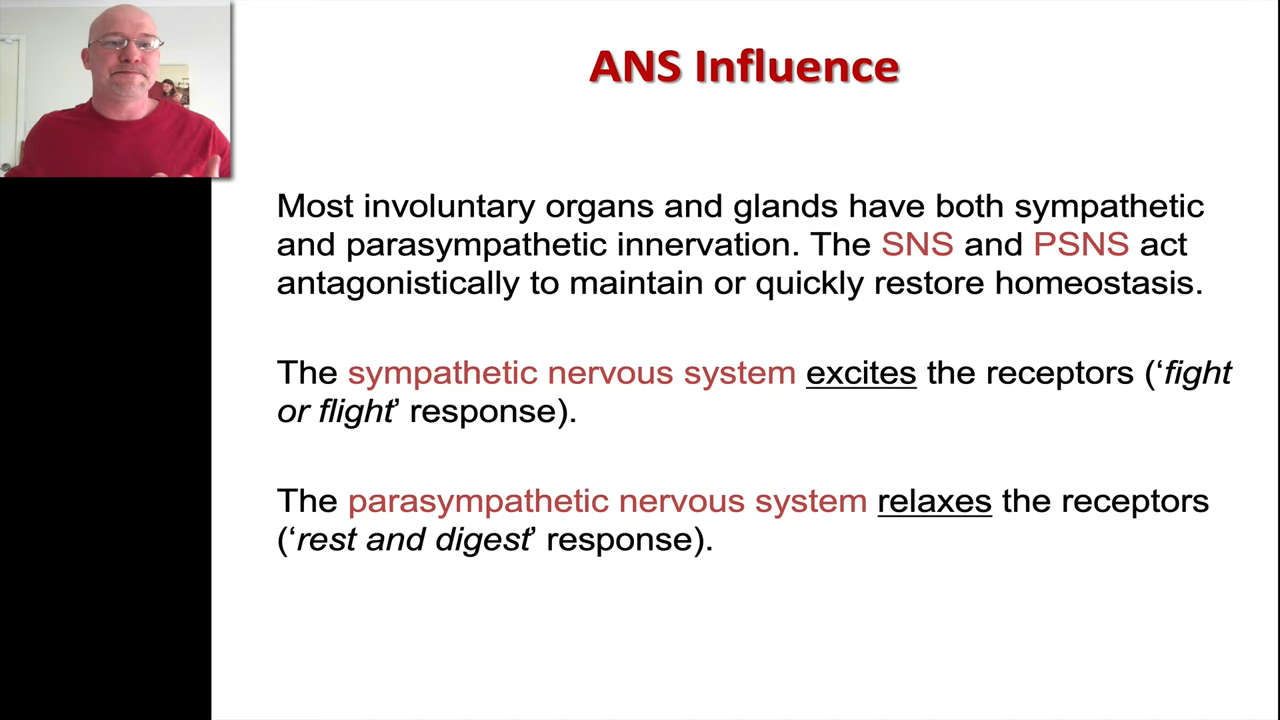 ANS Influence
Most involuntary organs and glands have both sympathetic
and parasympathetic innervation. The SNS and PSNS act
antagonistically to maintain or quickly restore homeostasis.
The sympathetic nervous system excites the receptors (‘fight
or flight’ response).
The parasympathetic nervous system relaxes the receptors
(‘rest and digest’ response).